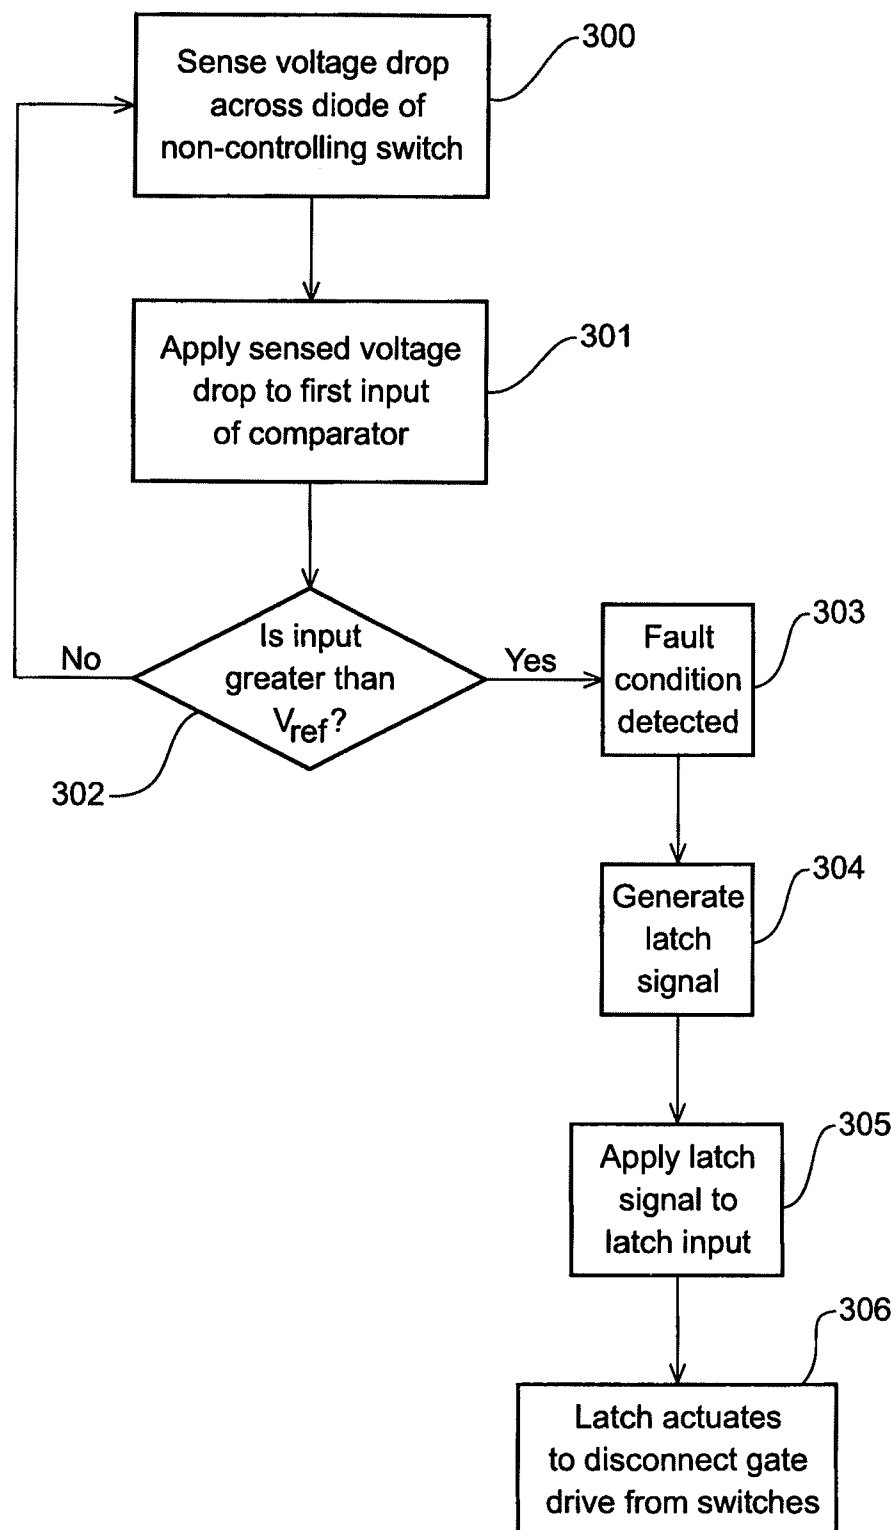 300
Sense voltage drop
across diode of
non-controlling switch
301
Apply sensed voltage
drop to first input
of comparator
No
Is input
greater than
Vref?
Yes
302
303
Fault
condition
detected
304
Generate
latch
signal
305
Apply latch
signal to
latch input
306
Latch actuates
to disconnect gate
drive from switches